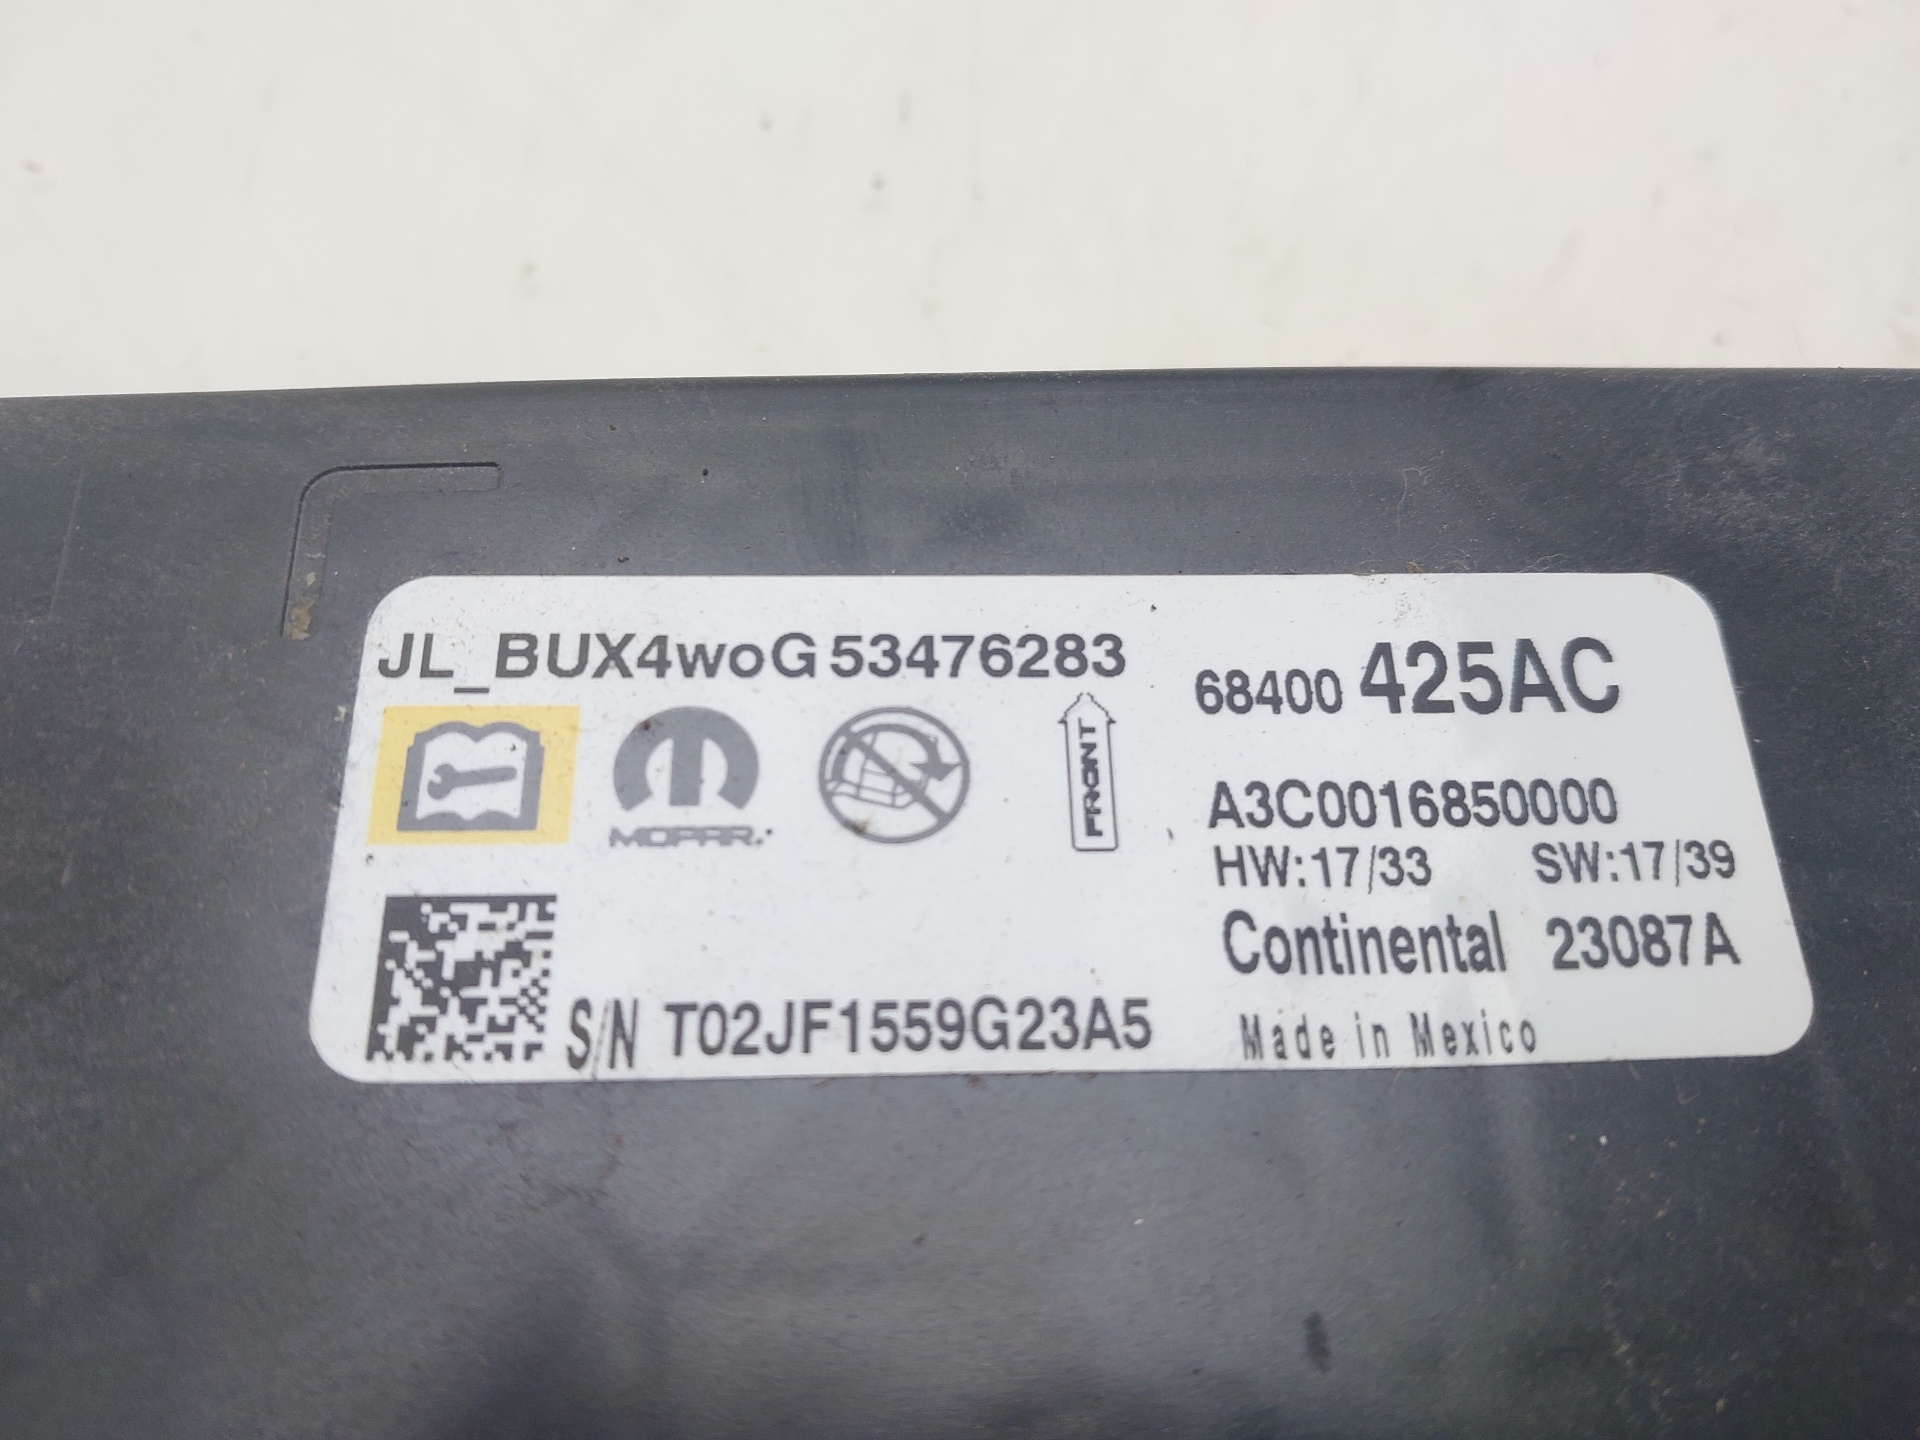 JL_BUX4woG 53476283
68400 425AC
MOPAR.
FRONT
A3C0016850000
HW:17/33 SW:17/39
Continental 23087A
S/N T02JF1559G23A5
Made in Mexico